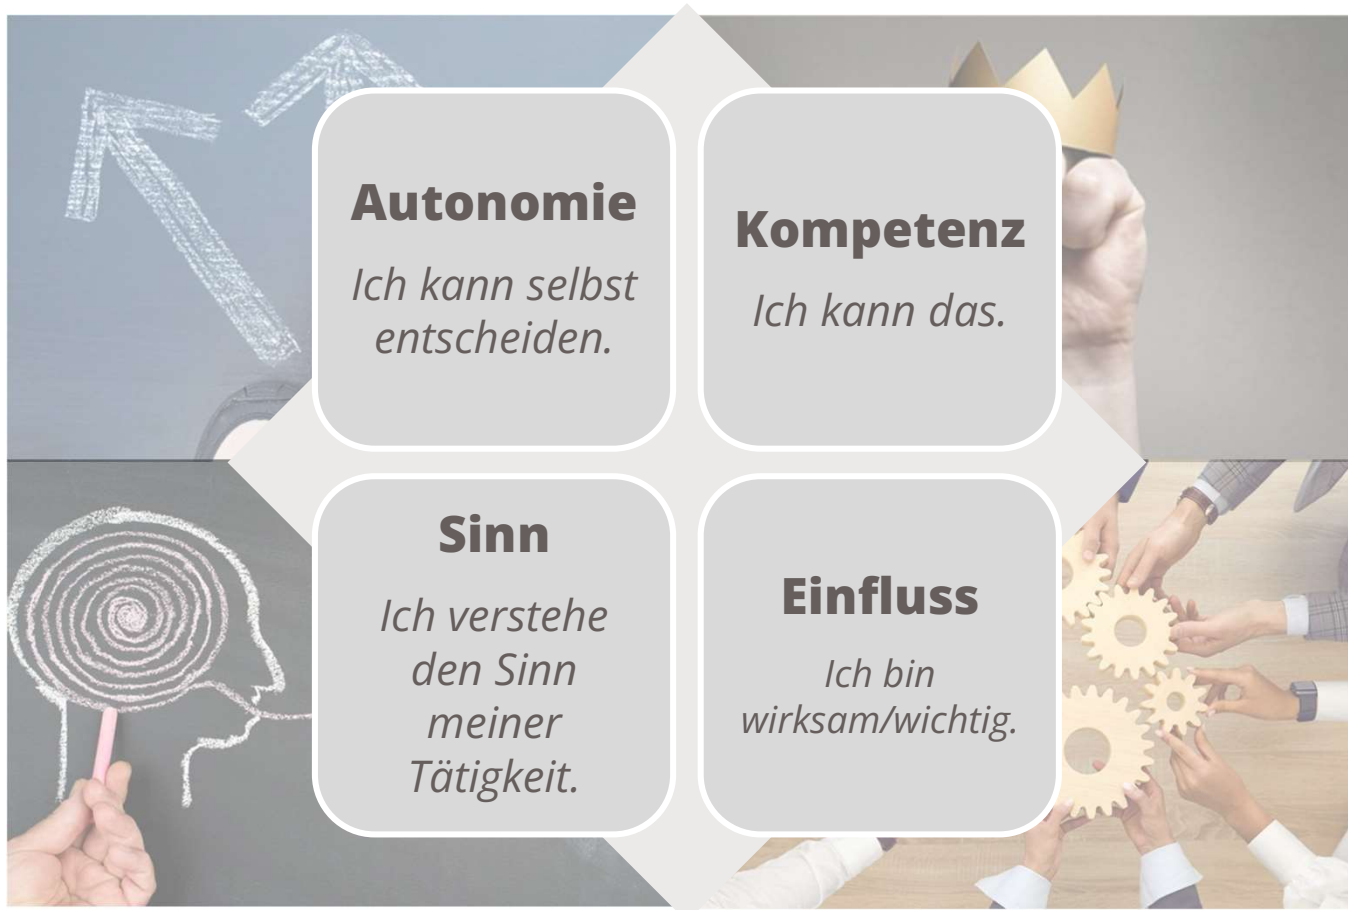 Autonomie
Ich kann selbst
entscheiden.
Kompetenz
Ich kann das.
Sinn
Ich verstehe
den Sinn
meiner
Tätigkeit.
Einfluss
Ich bin
wirksam/wichtig.